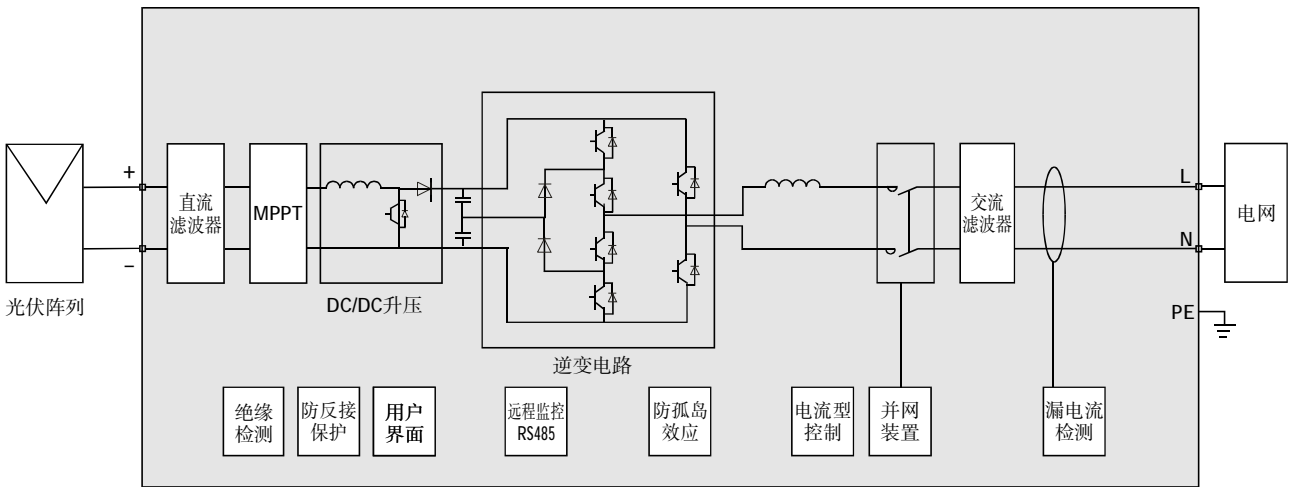 +
−
光伏阵列
直流
滤波器
MPPT
DC/DC升压
逆变电路
交流
滤波器
L
N
PE
电网
绝缘
检测
防反接
保护
用户
界面
远程监控
RS485
防孤岛
效应
电流型
控制
并网
装置
漏电流
检测